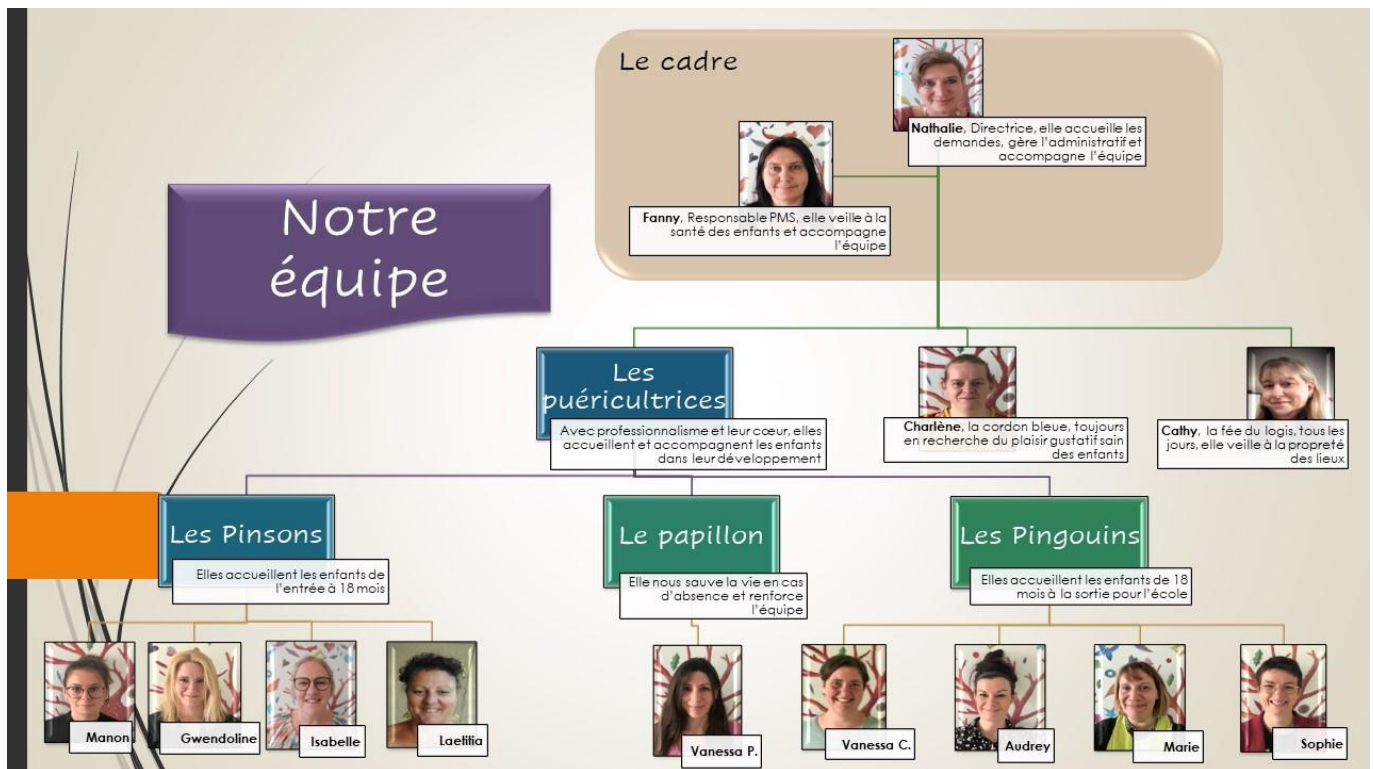 Le cadre
Nathalie, Directrice, elle accueille les
demandes, gère l'administratif et
accompagne l'équipe
Fanny, Responsable PMS, elle veille à la
santé des enfants et accompagne
l'équipe
Notre
équipe
Les
puéricultrices
Avec professionnalisme et leur cœur, elles
accueillent et accompagnent les enfants
dans leur développement
Charlène, la cordon bleue, toujours
en recherche du plaisir gustatif sain
des enfants
Cathy, la fée du logis, tous les
jours, elle veille à la propreté
des lieux
Les Pinsons
Elles accueillent les enfants de
l'entrée à 18 mois
Le papillon
Elle nous sauve la vie en cas
d'absence et renforce
l'équipe
Les Pingouins
Elles accueillent les enfants de 18
mois à la sortie pour l'école
Manon
Gwendoline
Isabelle
Laetitia
Vanessa P.
Vanessa C.
Audrey
Marie
Sophie